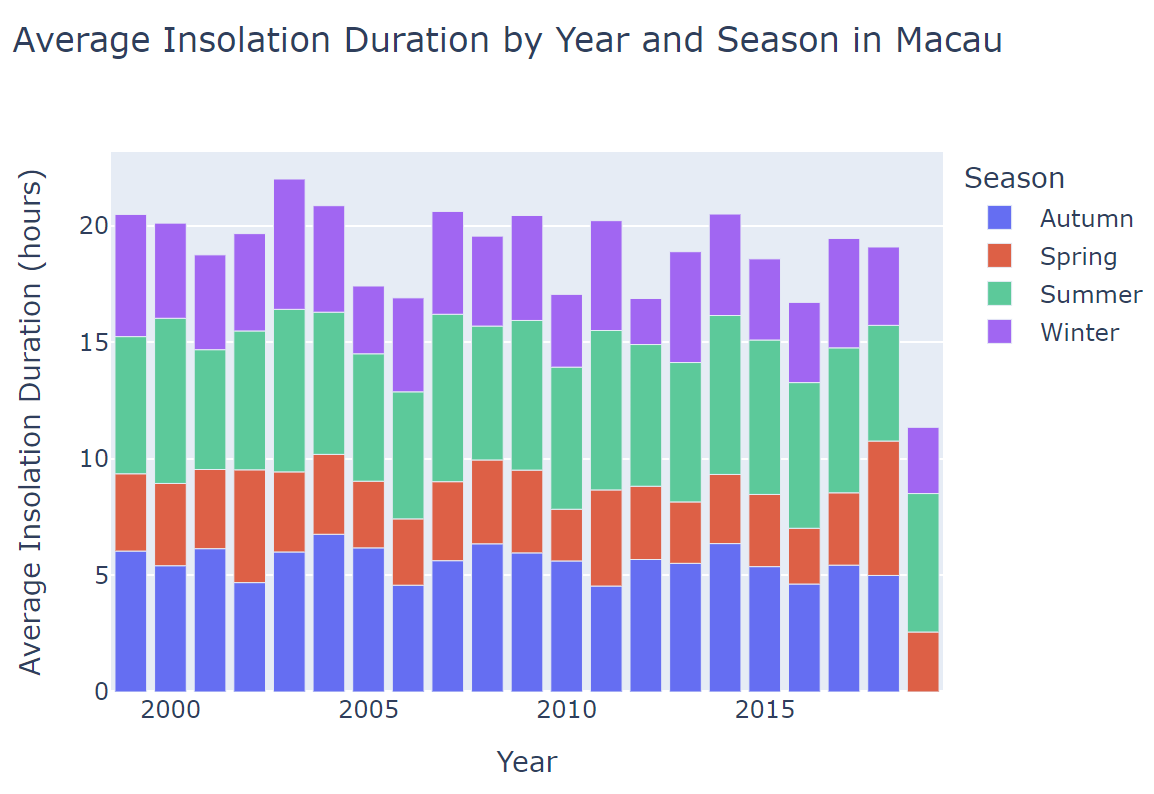 Average Insolation Duration by Year and Season in Macau
Average Insolation Duration (hours)
20
15
10
5
0
2000
2005
2010
2015
Year
Season
Autumn
Spring
Summer
Winter